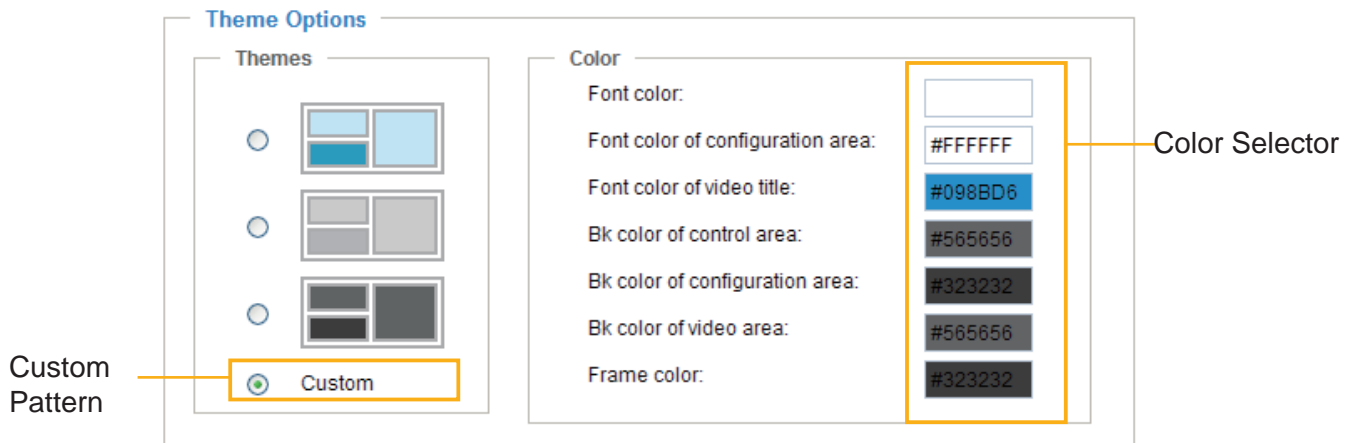 Theme Options
Themes
Custom
Color
Font color:
Font color of configuration area: #FFFFFF
Font color of video title: #098BD6
Bk color of control area: #565656
Bk color of configuration area: #323232
Bk color of video area: #565656
Frame color: #323232
Color Selector
Custom
Pattern